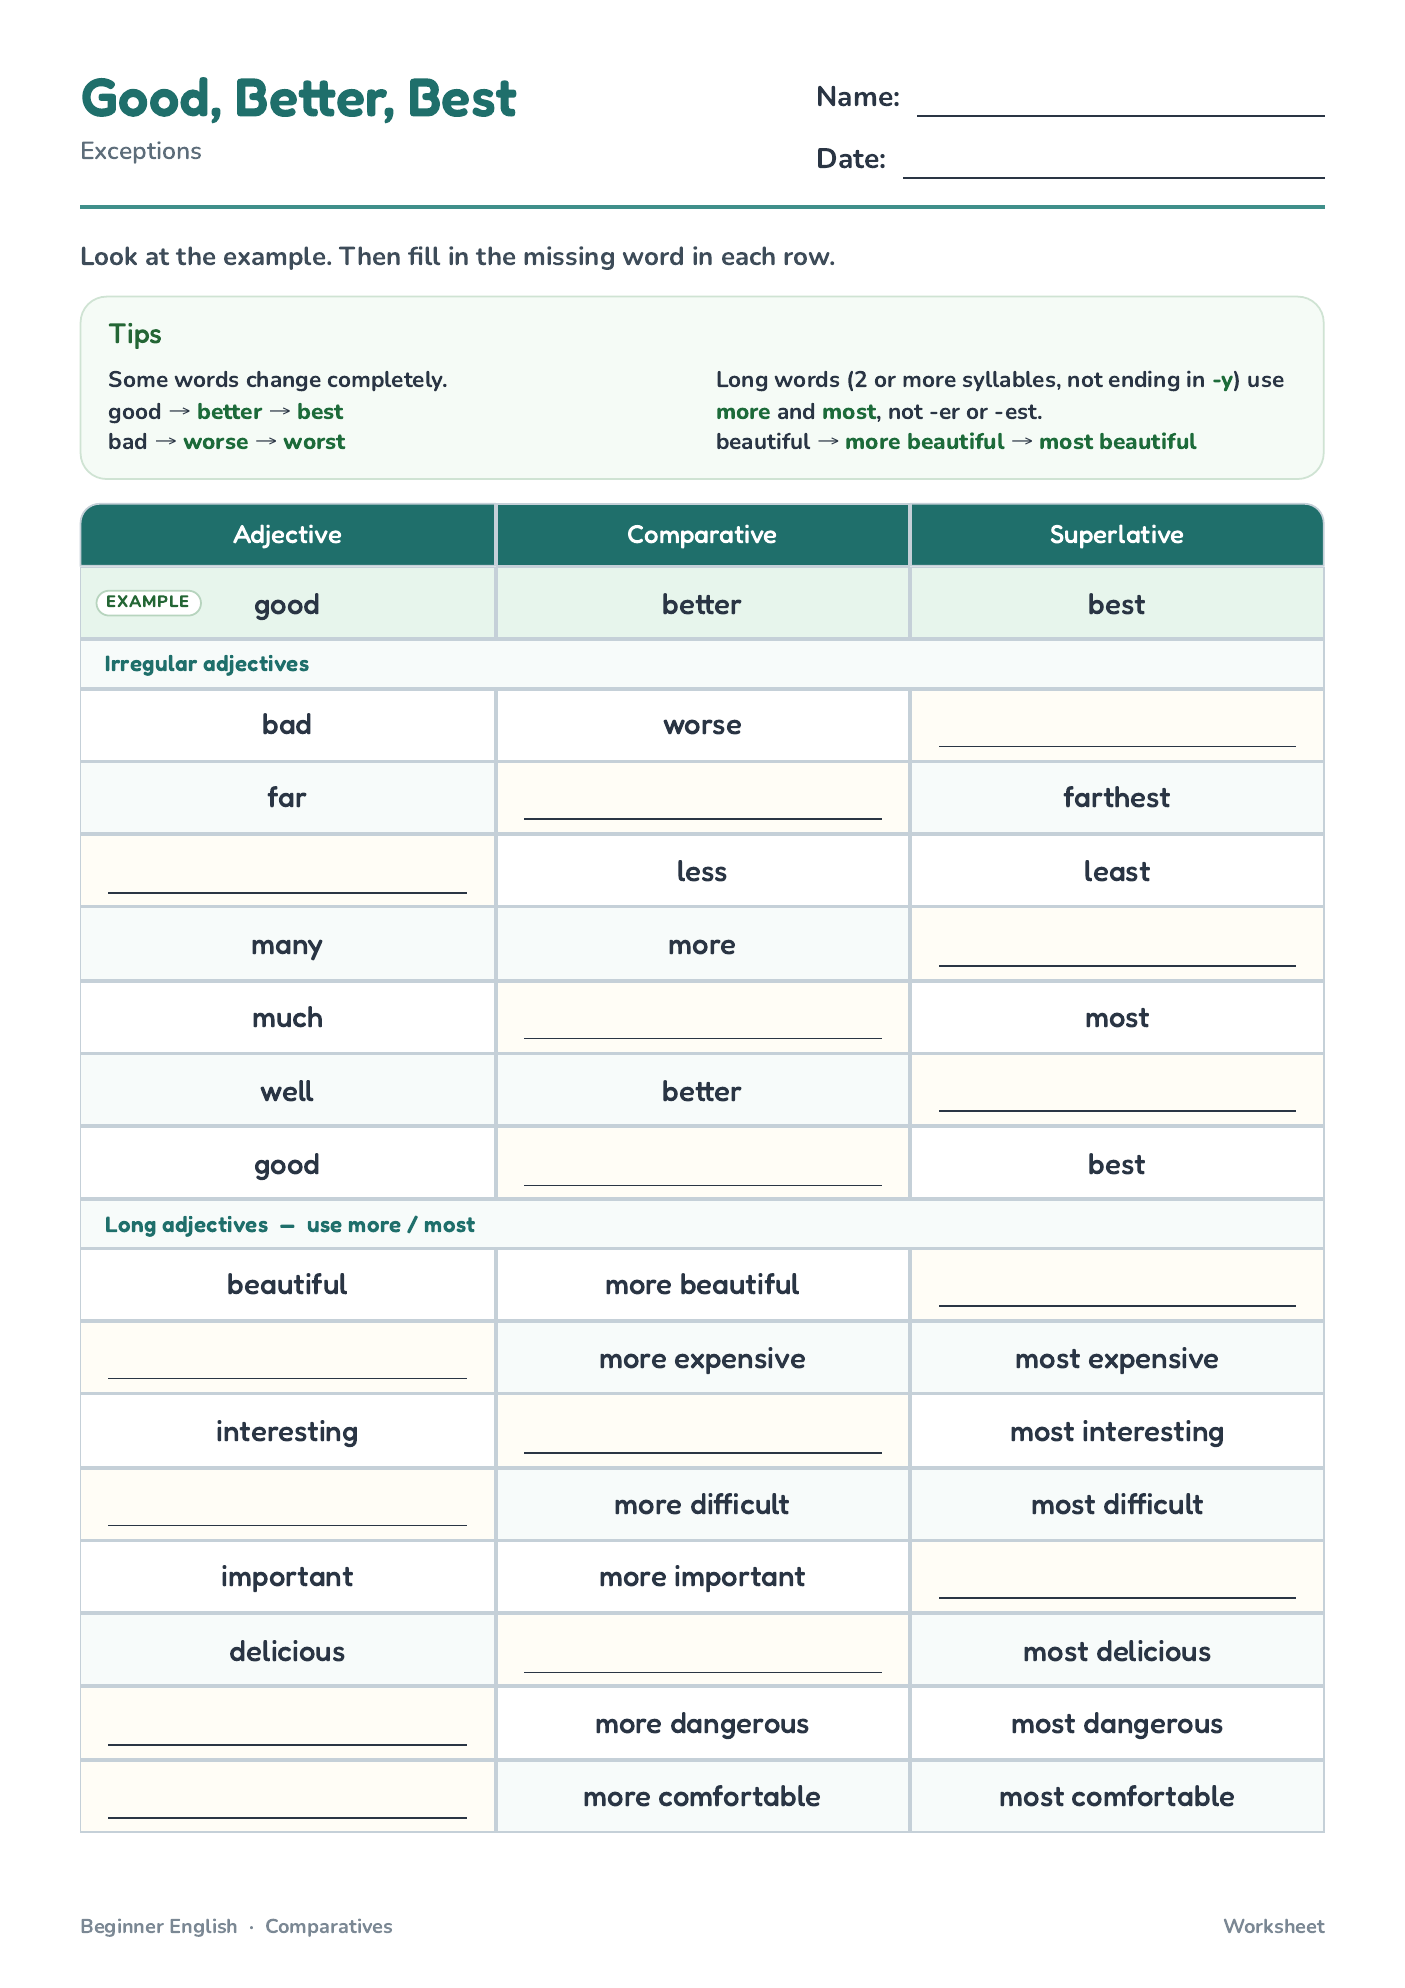 Good, Better, Best
Exceptions
Name:
Date:
Look at the example. Then fill in the missing word in each row.
Tips
Some words change completely.
good → better → best
bad → worse → worst
Long words (2 or more syllables, not ending in -y) use
more and most, not -er or -est.
beautiful → more beautiful → most beautiful
Adjective Comparative Superlative
EXAMPLE good better best
Irregular adjectives
bad worse
far farthest
less least
many more
much most
well better
good best
Long adjectives – use more / most
beautiful more beautiful
more expensive most expensive
interesting most interesting
more difficult most difficult
important more important
delicious most delicious
more dangerous most dangerous
more comfortable most comfortable
Beginner English · Comparatives Worksheet